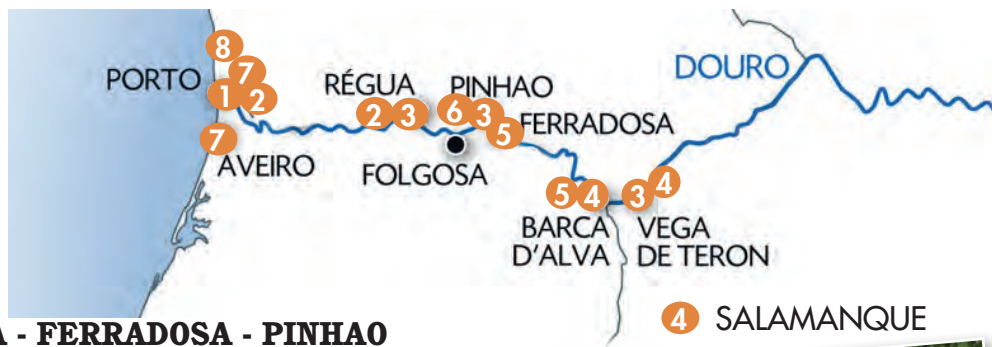 8
PORTO 1 7 2
7
AVEIRO
RÉGUA
2 3
FOLGOSA
PINHAO
6 3
5 FERRADOSA
DOURO
5 4
BARCA
D'ALVA
3 4
VEGA
DE TERON
4 SALAMANQUE
A - FERRADOSA - PINHAO